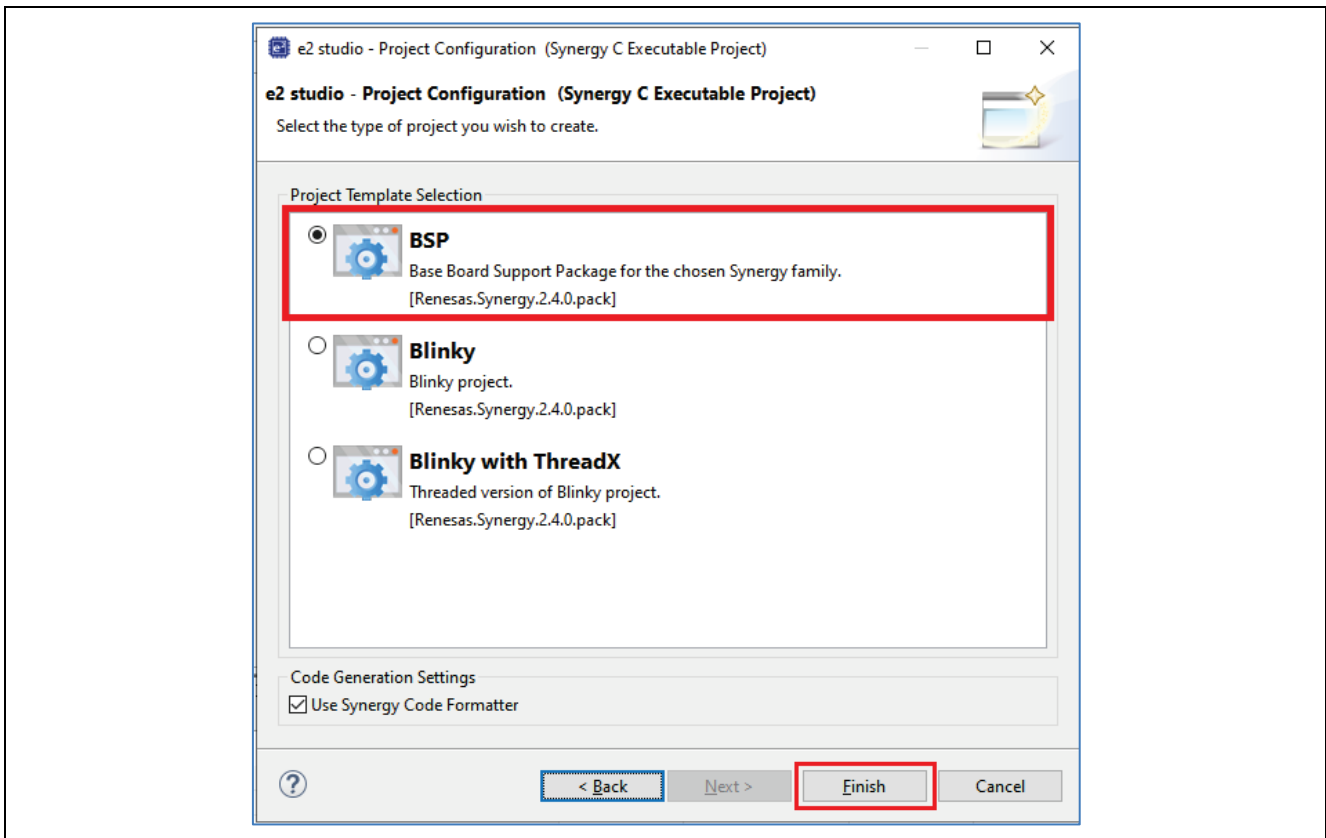 e2 studio - Project Configuration (Synergy C Executable Project)
e2 studio - Project Configuration (Synergy C Executable Project)
Select the type of project you wish to create.
Project Template Selection
BSP
Base Board Support Package for the chosen Synergy family.
[Renesas.Synergy.2.4.0.pack]
Blinky
Blinky project.
[Renesas.Synergy.2.4.0.pack]
Blinky with ThreadX
Threaded version of Blinky project.
[Renesas.Synergy.2.4.0.pack]
Code Generation Settings
Use Synergy Code Formatter
? < Back Next > Finish Cancel